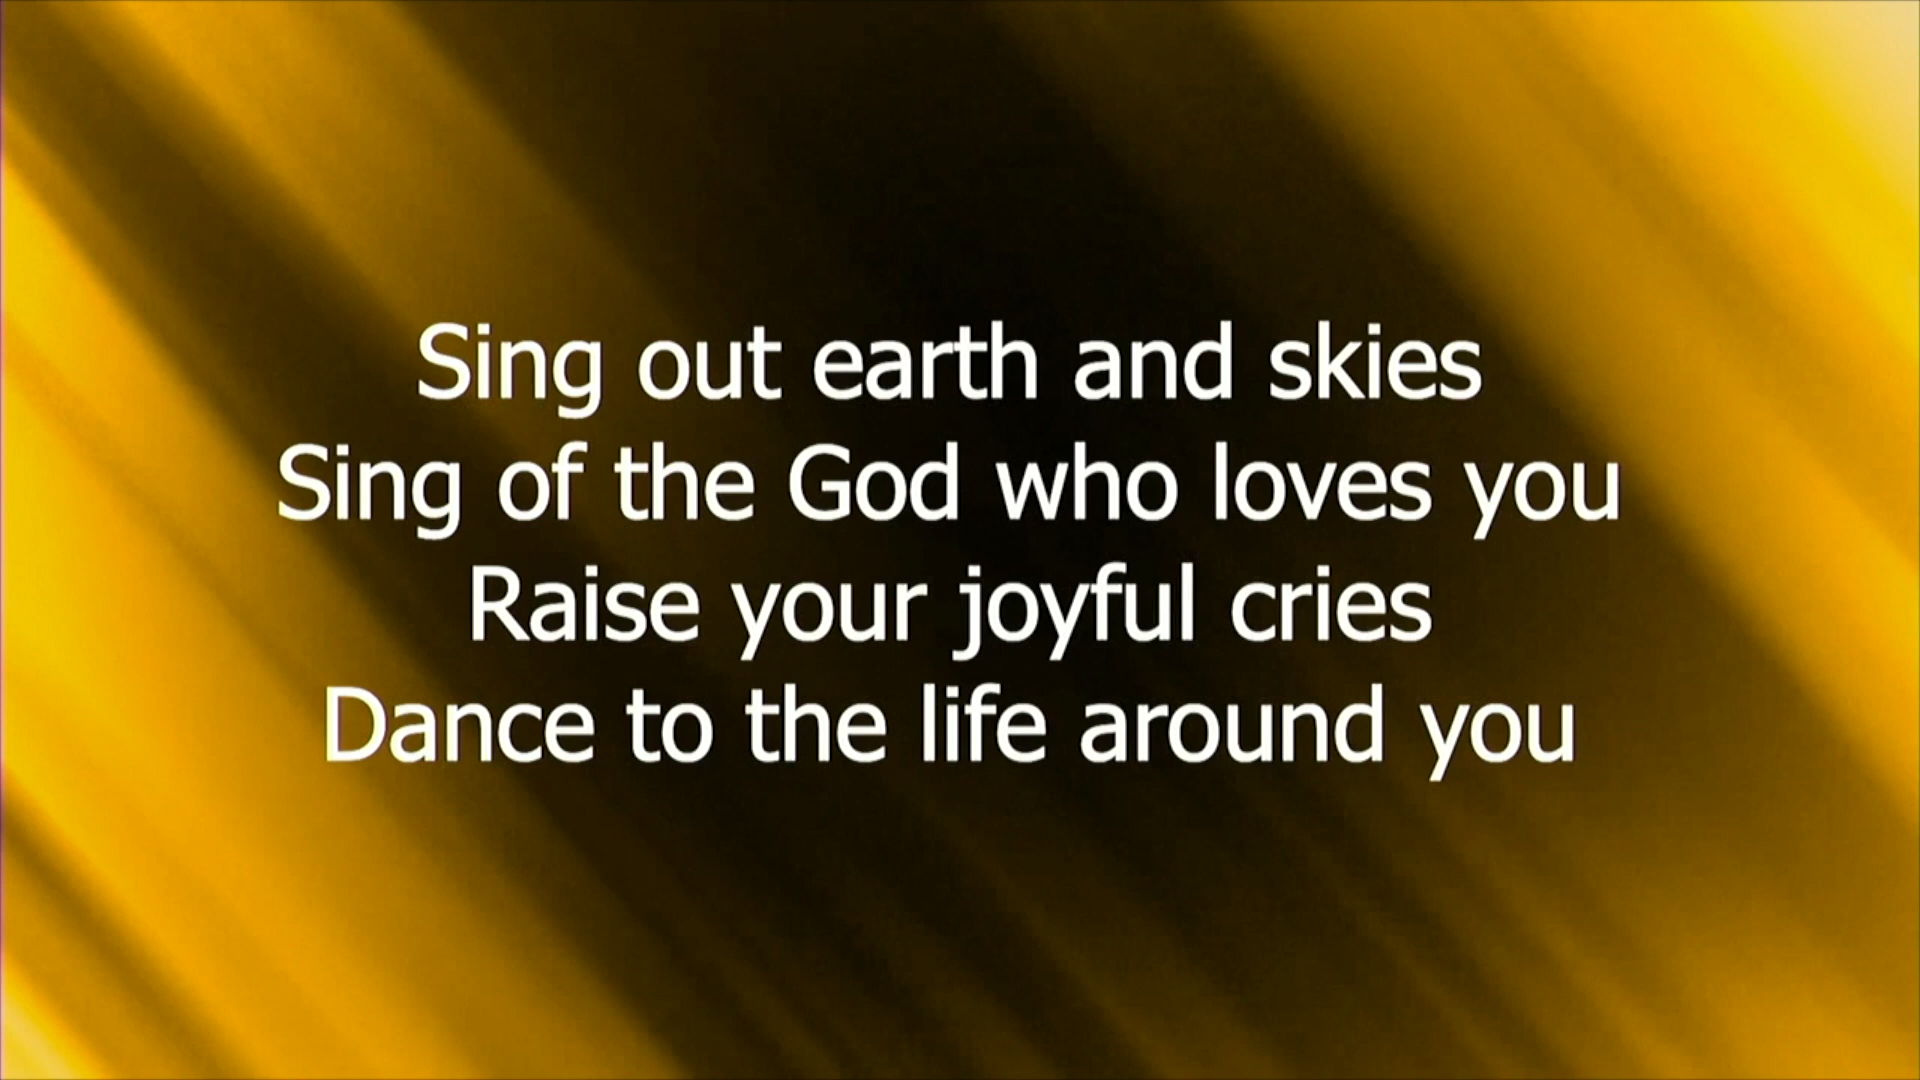 Sing out earth and skies
Sing of the God who loves you
Raise your joyful cries
Dance to the life around you